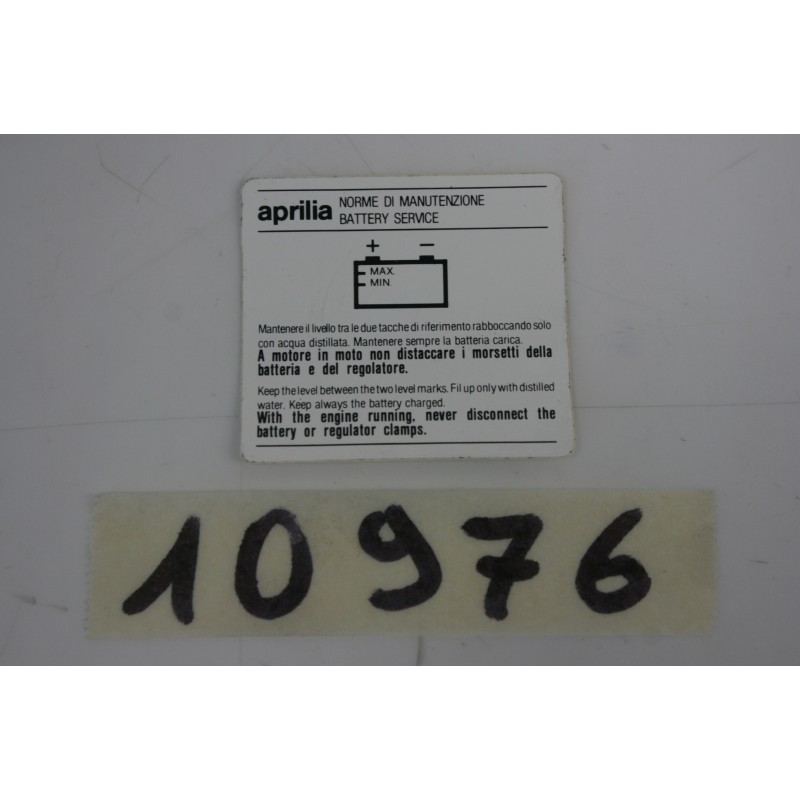 aprilia NORME DI MANUTENZIONE
BATTERY SERVICE
+ −
MAX.
MIN.
Mantenere il livello tra le due tacche di riferimento rabboccando solo
con acqua distillata. Mantenere sempre la batteria carica.
A motore in moto non distaccare i morsetti della
batteria e del regolatore.
Keep the level between the two level marks. Fil up only with distilled
water. Keep always the battery charged.
With the engine running, never disconnect the
battery or regulator clamps.
10976